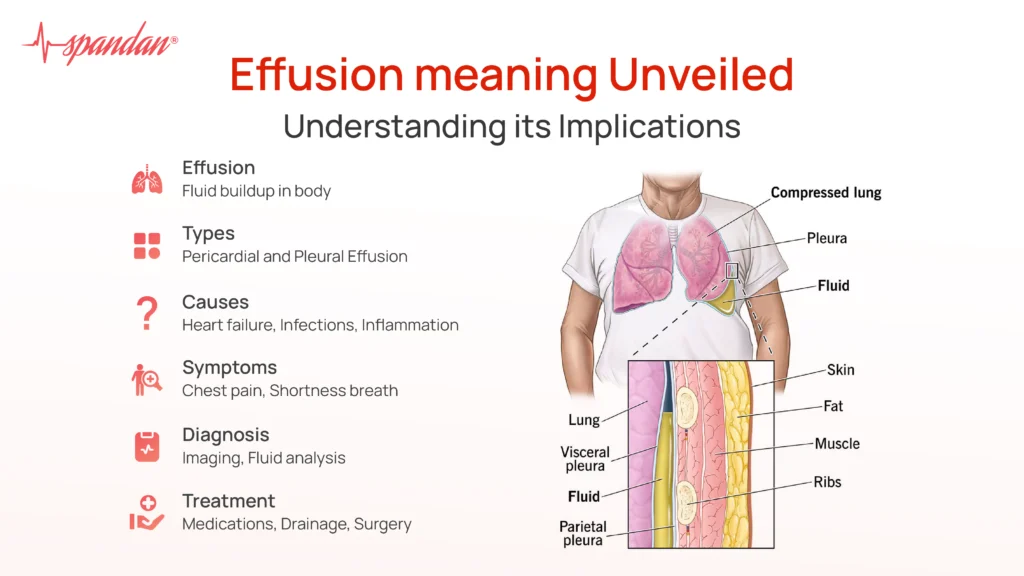 spandan®
Effusion meaning Unveiled
Understanding its Implications
Effusion
Fluid buildup in body
Types
Pericardial and Pleural Effusion
Causes
Heart failure, Infections, Inflammation
Symptoms
Chest pain, Shortness breath
Diagnosis
Imaging, Fluid analysis
Treatment
Medications, Drainage, Surgery
Compressed lung
Pleura
Fluid
Skin
Fat
Muscle
Ribs
Lung
Visceral
pleura
Fluid
Parietal
pleura